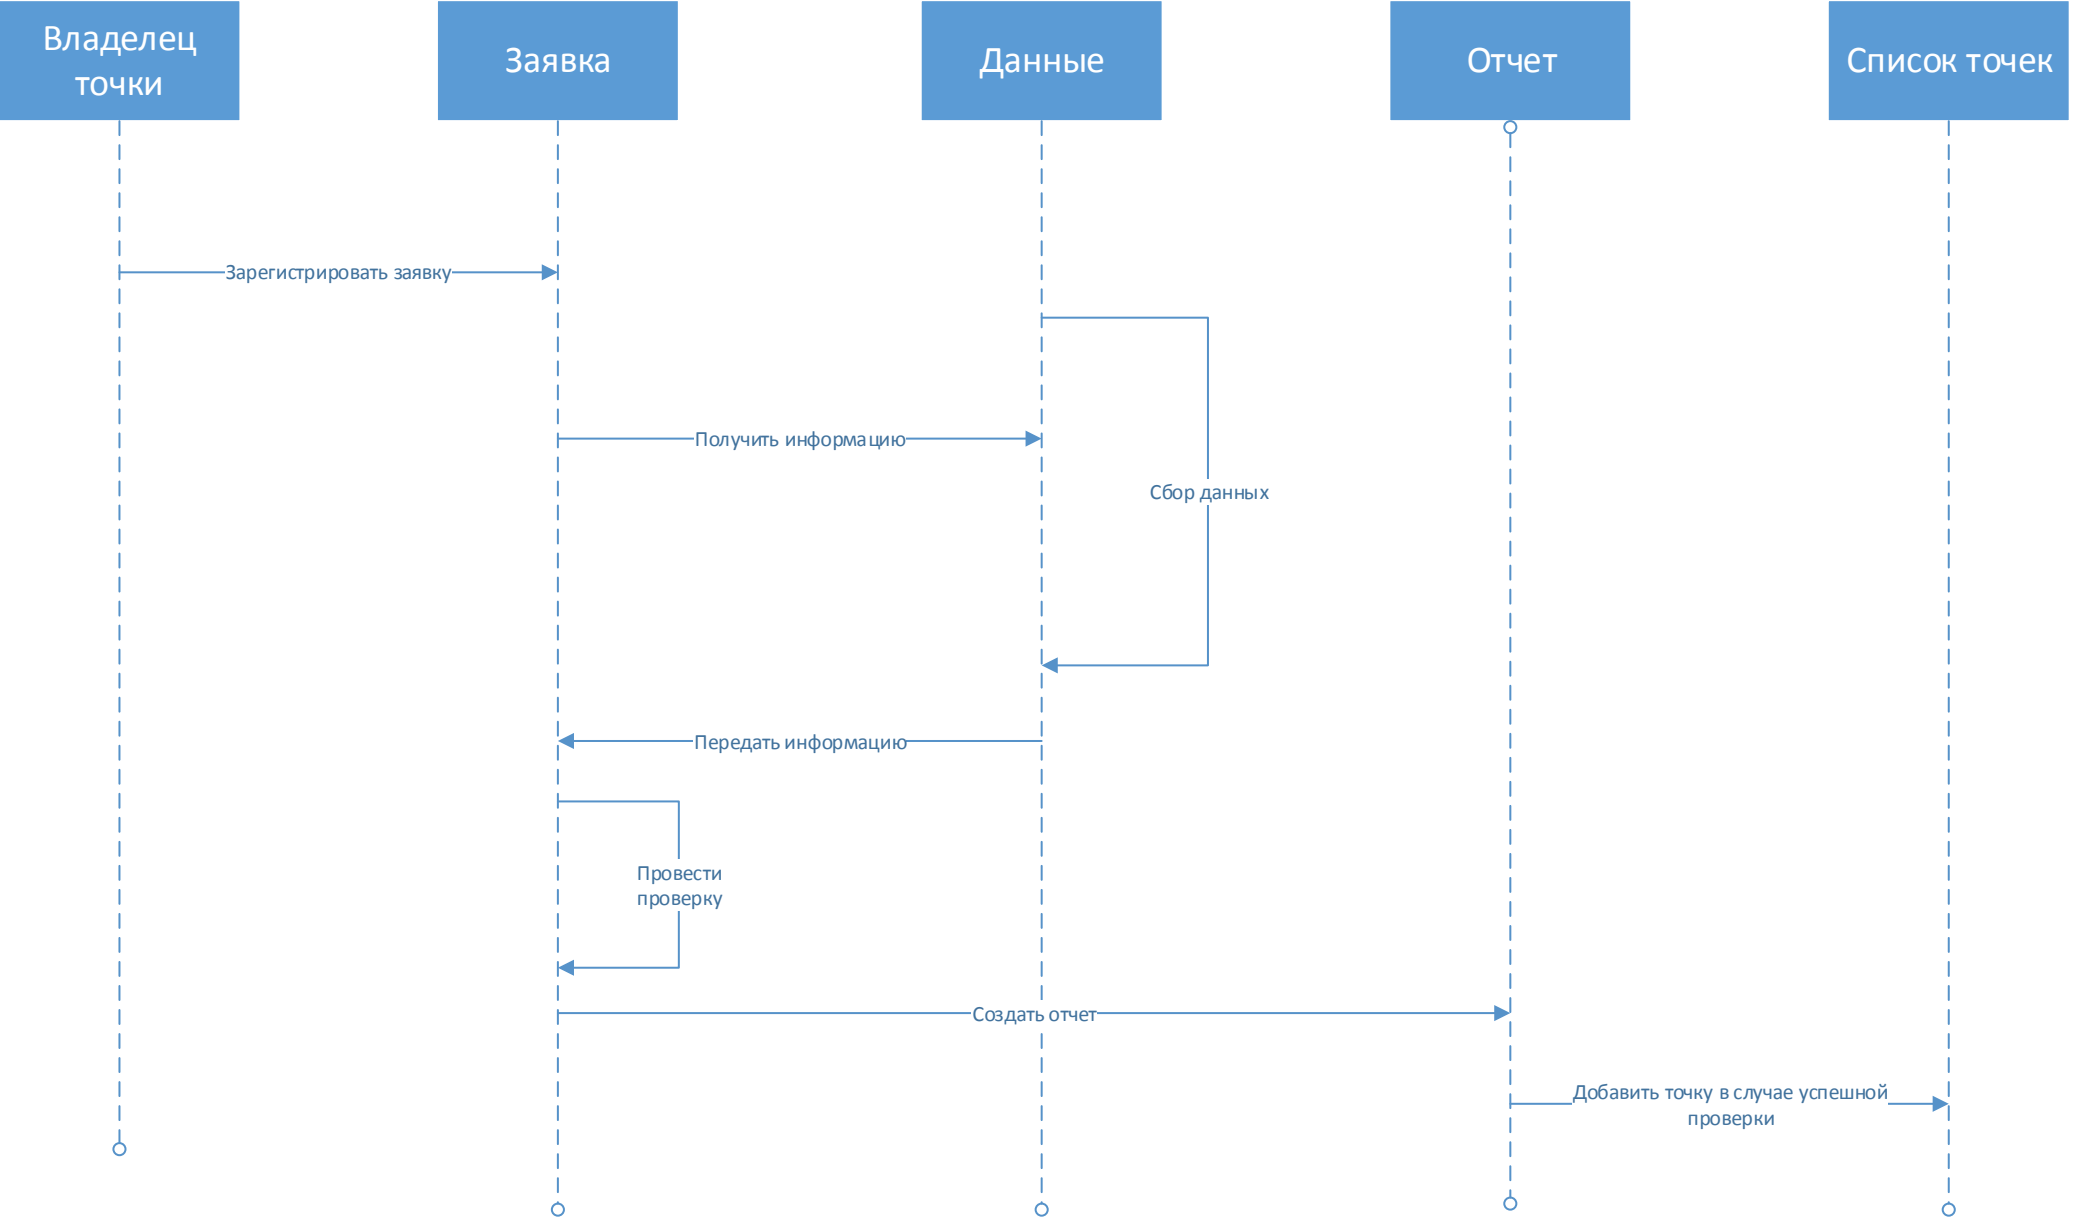 Владелец
точки
Заявка
Данные
Отчет
Список точек
Зарегистрировать заявку
Получить информацию
Сбор данных
Передать информацию
Провести
проверку
Создать отчет
Добавить точку в случае успешной
проверки